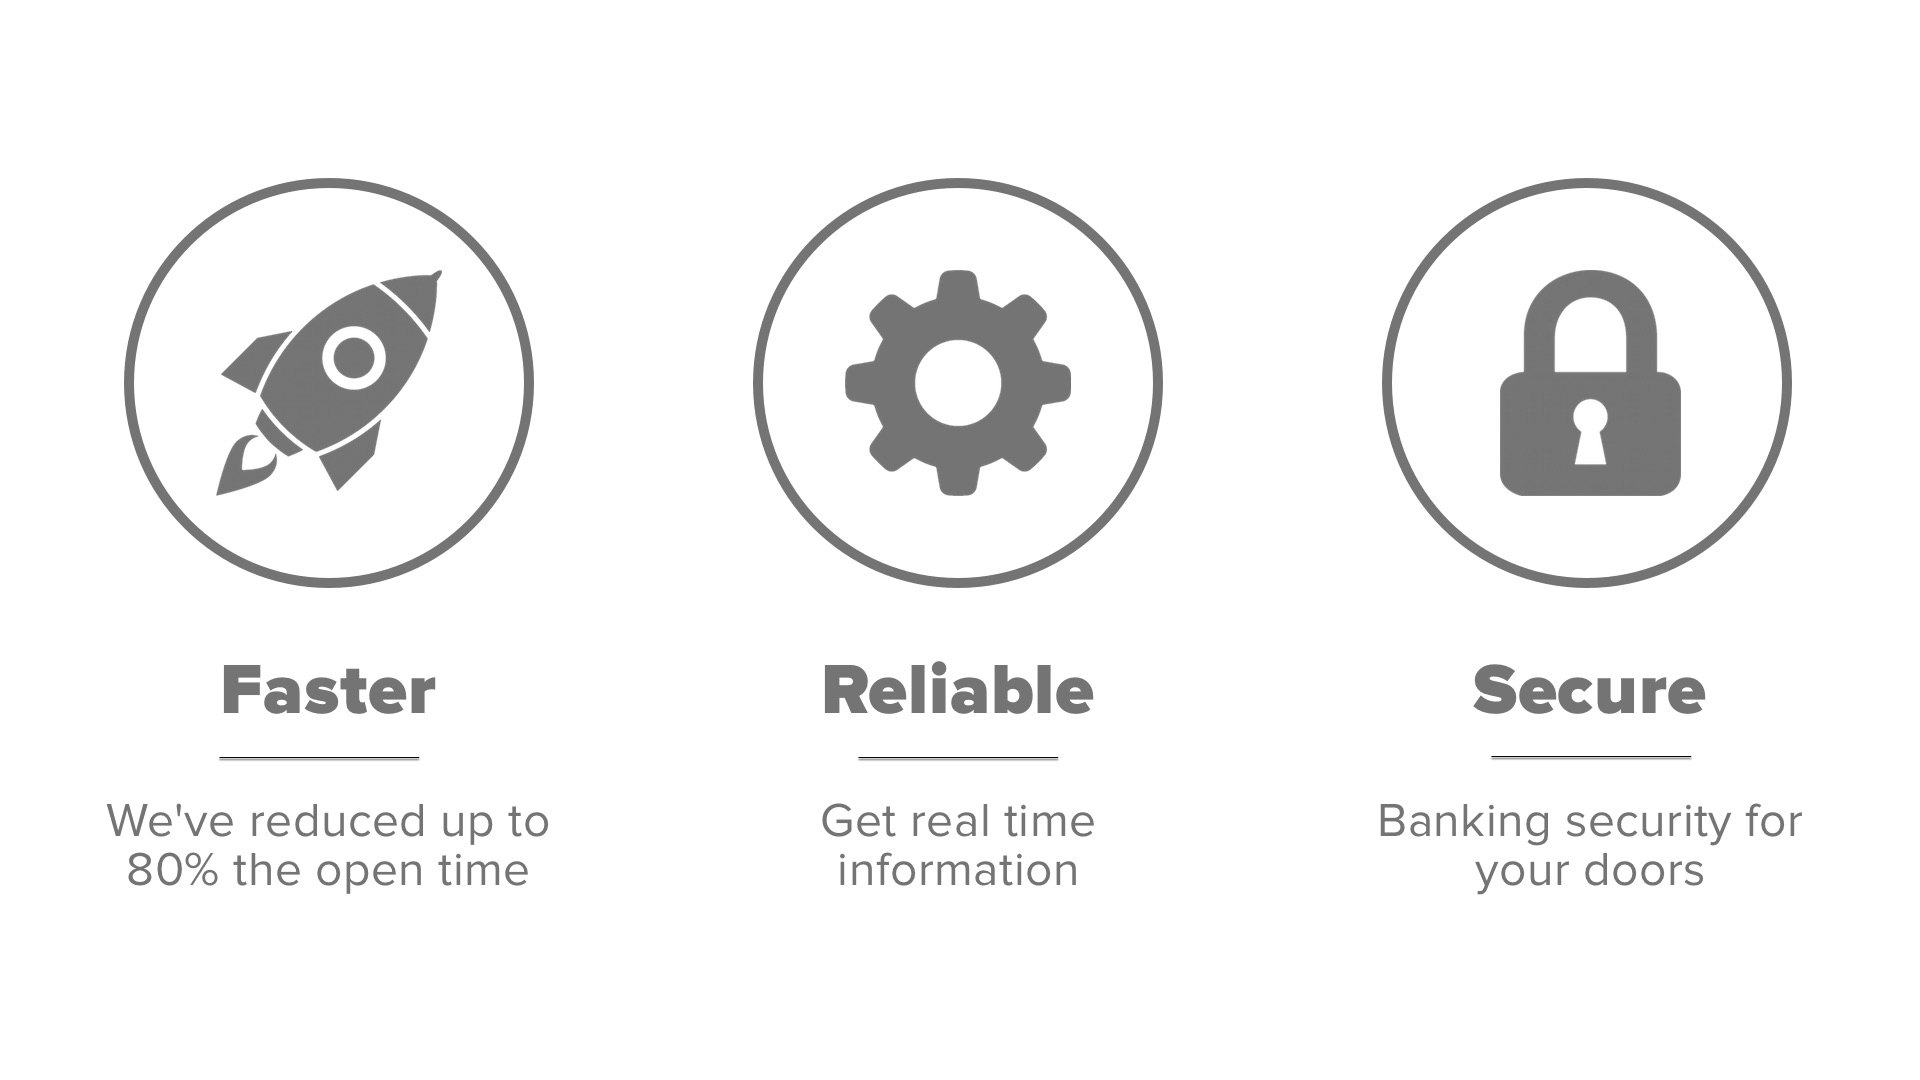 Faster
We've reduced up to
80% the open time
Reliable
Get real time
information
Secure
Banking security for
your doors